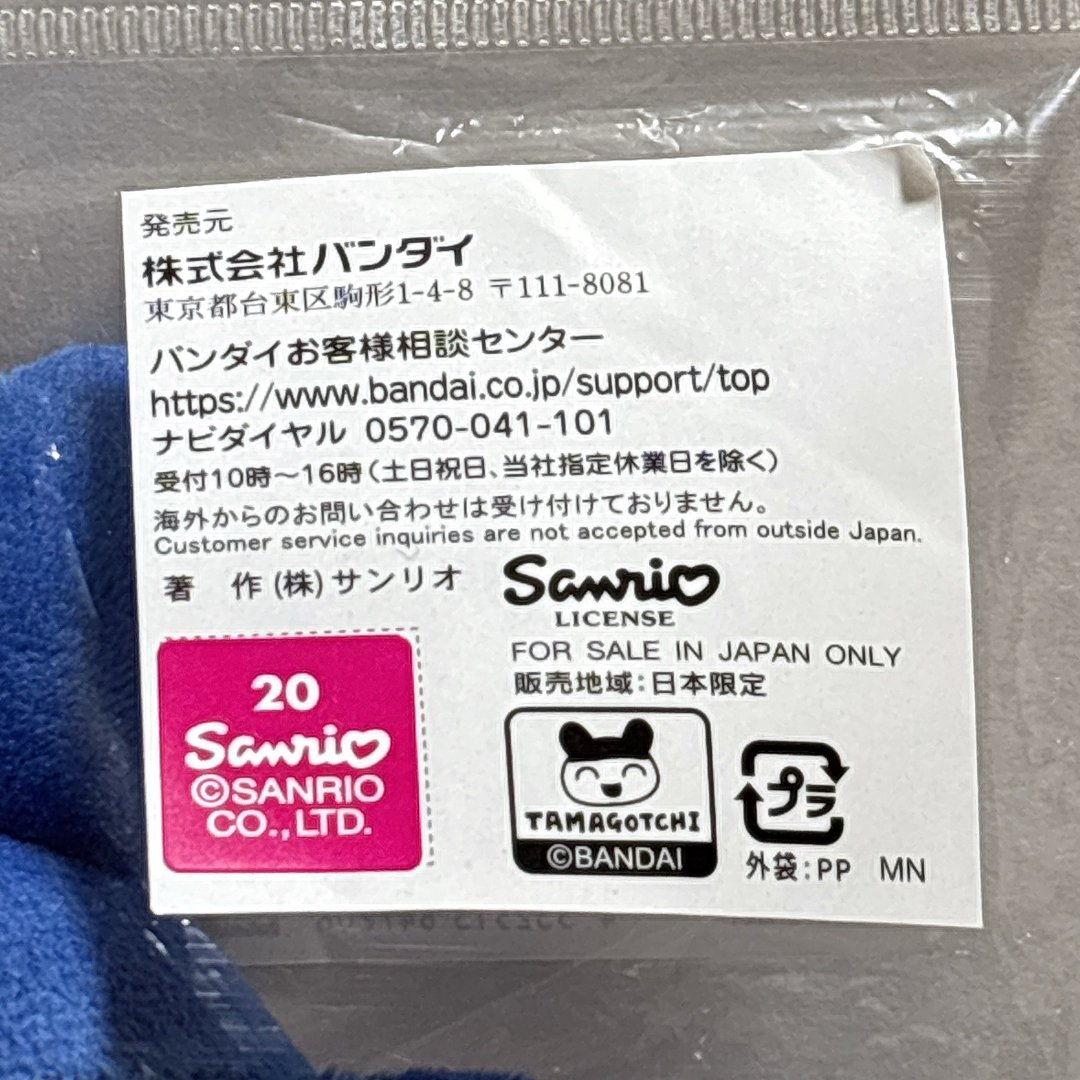 発売元
株式会社バンダイ
東京都台東区駒形1-4-8 〒111-8081
バンダイお客様相談センター
https://www.bandai.co.jp/support/top
ナビダイヤル 0570-041-101
受付10時〜16時(土日祝日、当社指定休業日を除く)
海外からのお問い合わせは受け付けておりません。
Customer service inquiries are not accepted from outside Japan.
著 作 (株)サンリオ
Sanrio
LICENSE
FOR SALE IN JAPAN ONLY
販売地域:日本限定
20
Sanrio
©SANRIO
CO.,LTD.
TAMAGOTCHI
©BANDAI
プラ
外袋:PP MN